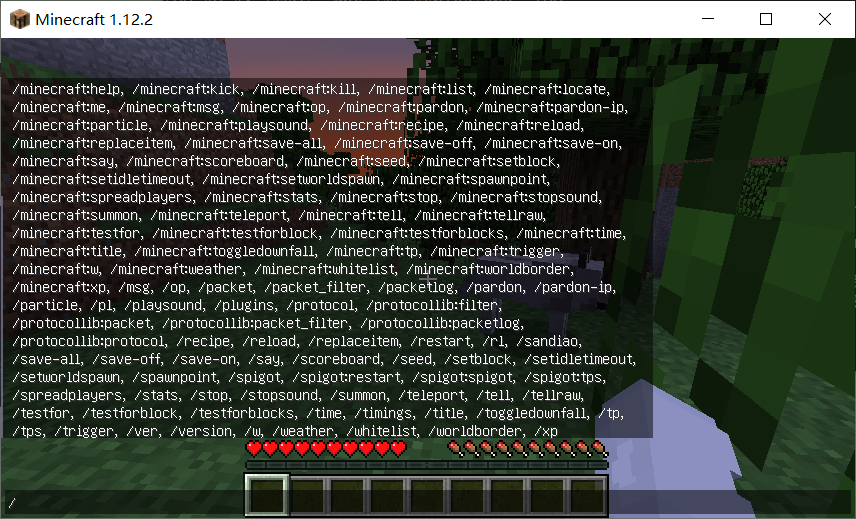 Minecraft 1.12.2
/minecraft:help, /minecraft:kick, /minecraft:kill, /minecraft:list, /minecraft:locate,
/minecraft:me, /minecraft:msg, /minecraft:op, /minecraft:pardon, /minecraft:pardon-ip,
/minecraft:particle, /minecraft:playsound, /minecraft:recipe, /minecraft:reload,
/minecraft:replaceitem, /minecraft:save-all, /minecraft:save-off, /minecraft:save-on,
/minecraft:say, /minecraft:scoreboard, /minecraft:seed, /minecraft:setblock,
/minecraft:setidletimeout, /minecraft:setworldspawn, /minecraft:spawnpoint,
/minecraft:spreadplayers, /minecraft:stats, /minecraft:stop, /minecraft:stopsound,
/minecraft:summon, /minecraft:teleport, /minecraft:tell, /minecraft:tellraw,
/minecraft:testfor, /minecraft:testforblock, /minecraft:testforblocks, /minecraft:time,
/minecraft:title, /minecraft:toggledownfall, /minecraft:tp, /minecraft:trigger,
/minecraft:w, /minecraft:weather, /minecraft:whitelist, /minecraft:worldborder,
/minecraft:xp, /msg, /op, /packet, /packet_filter, /packetlog, /pardon, /pardon-ip,
/particle, /pl, /playsound, /plugins, /protocol, /protocollib:filter,
/protocollib:packet, /protocollib:packet_filter, /protocollib:packetlog,
/protocollib:protocol, /recipe, /reload, /replaceitem, /restart, /rl, /sandiao,
/save-all, /save-off, /save-on, /say, /scoreboard, /seed, /setblock, /setidletimeout,
/setworldspawn, /spawnpoint, /spigot, /spigot:restart, /spigot:spigot, /spigot:tps,
/spreadplayers, /stats, /stop, /stopsound, /summon, /teleport, /tell, /tellraw,
/testfor, /testforblock, /testforblocks, /time, /timings, /title, /toggledownfall, /tp,
/tps, /trigger, /ver, /version, /w, /weather, /whitelist, /worldborder, /xp
/